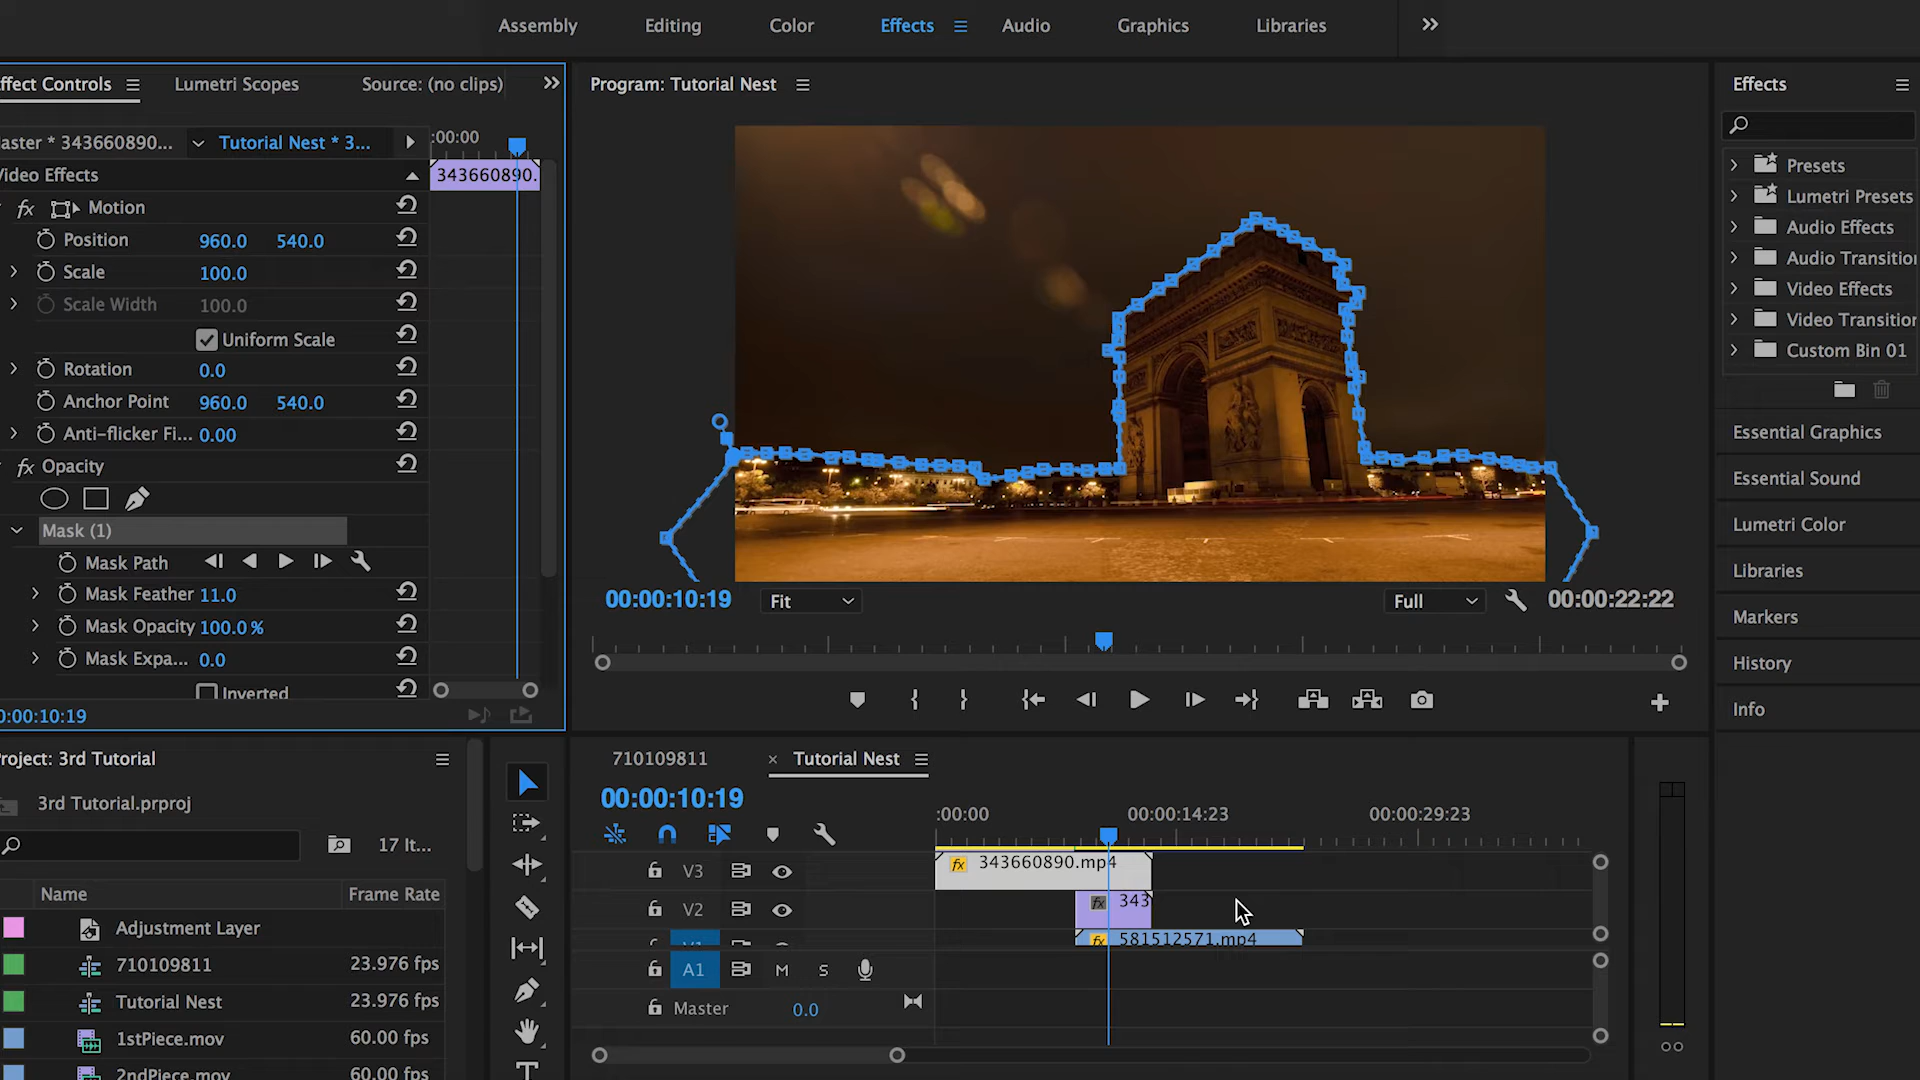 Assembly Editing Color Effects Audio Graphics Libraries
ffect Controls Lumetri Scopes Source: (no clips)
Program: Tutorial Nest
Effects
aster * 343660890... Tutorial Nest * 3... :00:00
Video Effects 343660890.
fx Motion
Position 960.0 540.0
Scale 100.0
Scale Width 100.0
Uniform Scale
Rotation 0.0
Anchor Point 960.0 540.0
Anti-flicker Fi... 0.00
fx Opacity
Mask (1)
Mask Path
Mask Feather 11.0
Mask Opacity 100.0 %
Mask Expa... 0.0
Inverted
0:00:10:19
00:00:10:19 Fit Full 00:00:22:22
Presets
Lumetri Presets
Audio Effects
Audio Transition
Video Effects
Video Transition
Custom Bin 01
Essential Graphics
Essential Sound
Lumetri Color
Libraries
Markers
History
Info
roject: 3rd Tutorial
3rd Tutorial.prproj
17 It...
Name Frame Rate
Adjustment Layer
710109811 23.976 fps
Tutorial Nest 23.976 fps
1stPiece.mov 60.00 fps
2ndPiece.mov 60.00 fps
710109811 × Tutorial Nest
00:00:10:19 :00:00 00:00:14:23 00:00:29:23
V3 fx 343660890.mp4
V2 fx 343
V1 fx 581512571.mp4
A1 M S
Master 0.0